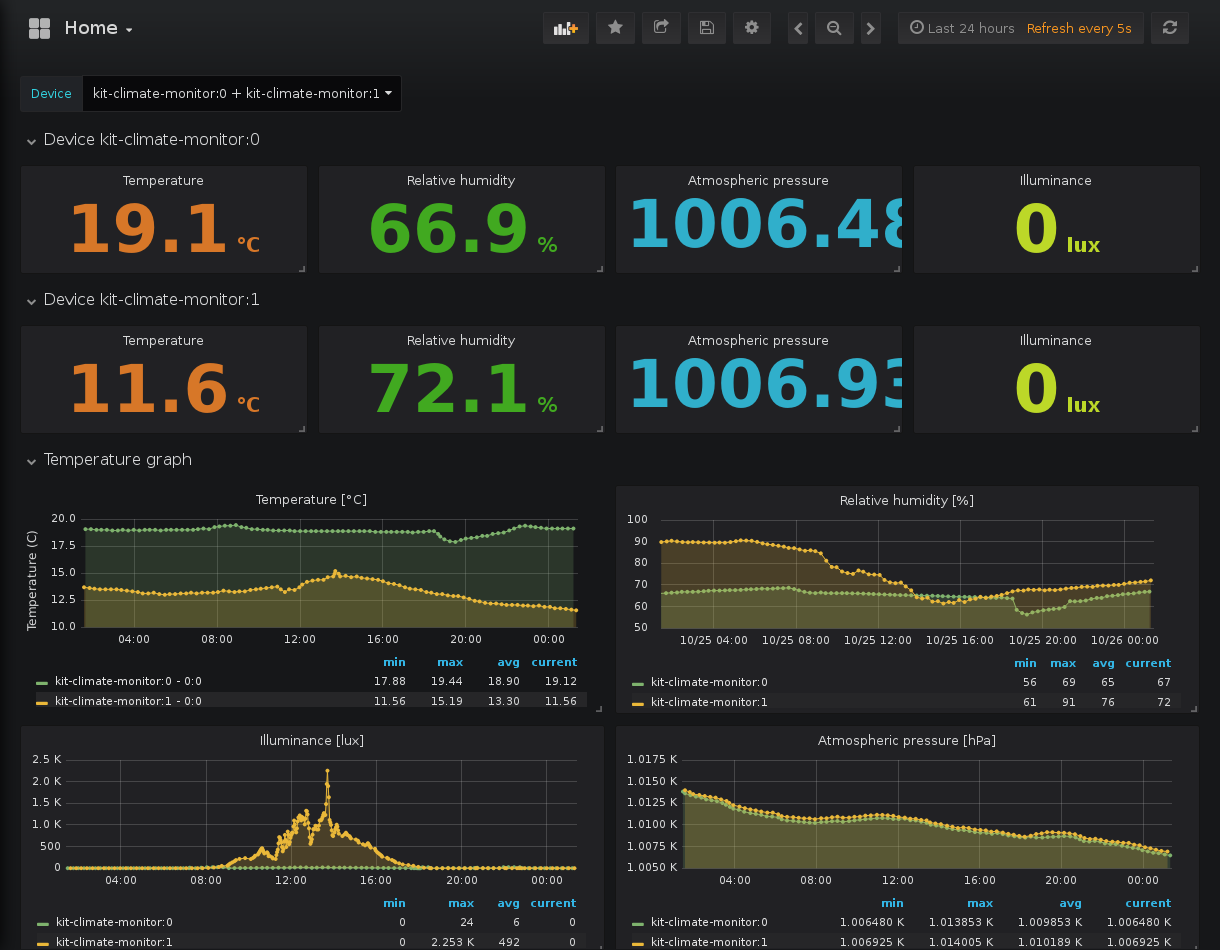 Home
Last 24 hours Refresh every 5s
Device kit-climate-monitor:0 + kit-climate-monitor:1
Device kit-climate-monitor:0
Temperature Relative humidity Atmospheric pressure Illuminance
19.1 °C 66.9 % 1006.48 0 lux
Device kit-climate-monitor:1
Temperature Relative humidity Atmospheric pressure Illuminance
11.6 °C 72.1 % 1006.93 0 lux
Temperature graph
Temperature [°C]
Temperature (C)
20.0
17.5
15.0
12.5
10.0
04:00 08:00 12:00 16:00 20:00 00:00
min max avg current
kit-climate-monitor:0 - 0:0 17.88 19.44 18.90 19.12
kit-climate-monitor:1 - 0:0 11.56 15.19 13.30 11.56
Relative humidity [%]
100
90
80
70
60
50
10/25 04:00 10/25 08:00 10/25 12:00 10/25 16:00 10/25 20:00 10/26 00:00
min max avg current
kit-climate-monitor:0 56 69 65 67
kit-climate-monitor:1 61 91 76 72
Illuminance [lux]
2.5 K
2.0 K
1.5 K
1.0 K
500
0
04:00 08:00 12:00 16:00 20:00 00:00
min max avg current
kit-climate-monitor:0 0 24 6 0
kit-climate-monitor:1 0 2.253 K 492 0
Atmospheric pressure [hPa]
1.0175 K
1.0150 K
1.0125 K
1.0100 K
1.0075 K
1.0050 K
04:00 08:00 12:00 16:00 20:00 00:00
min max avg current
kit-climate-monitor:0 1.006480 K 1.013853 K 1.009853 K 1.006480 K
kit-climate-monitor:1 1.006925 K 1.014005 K 1.010189 K 1.006925 K